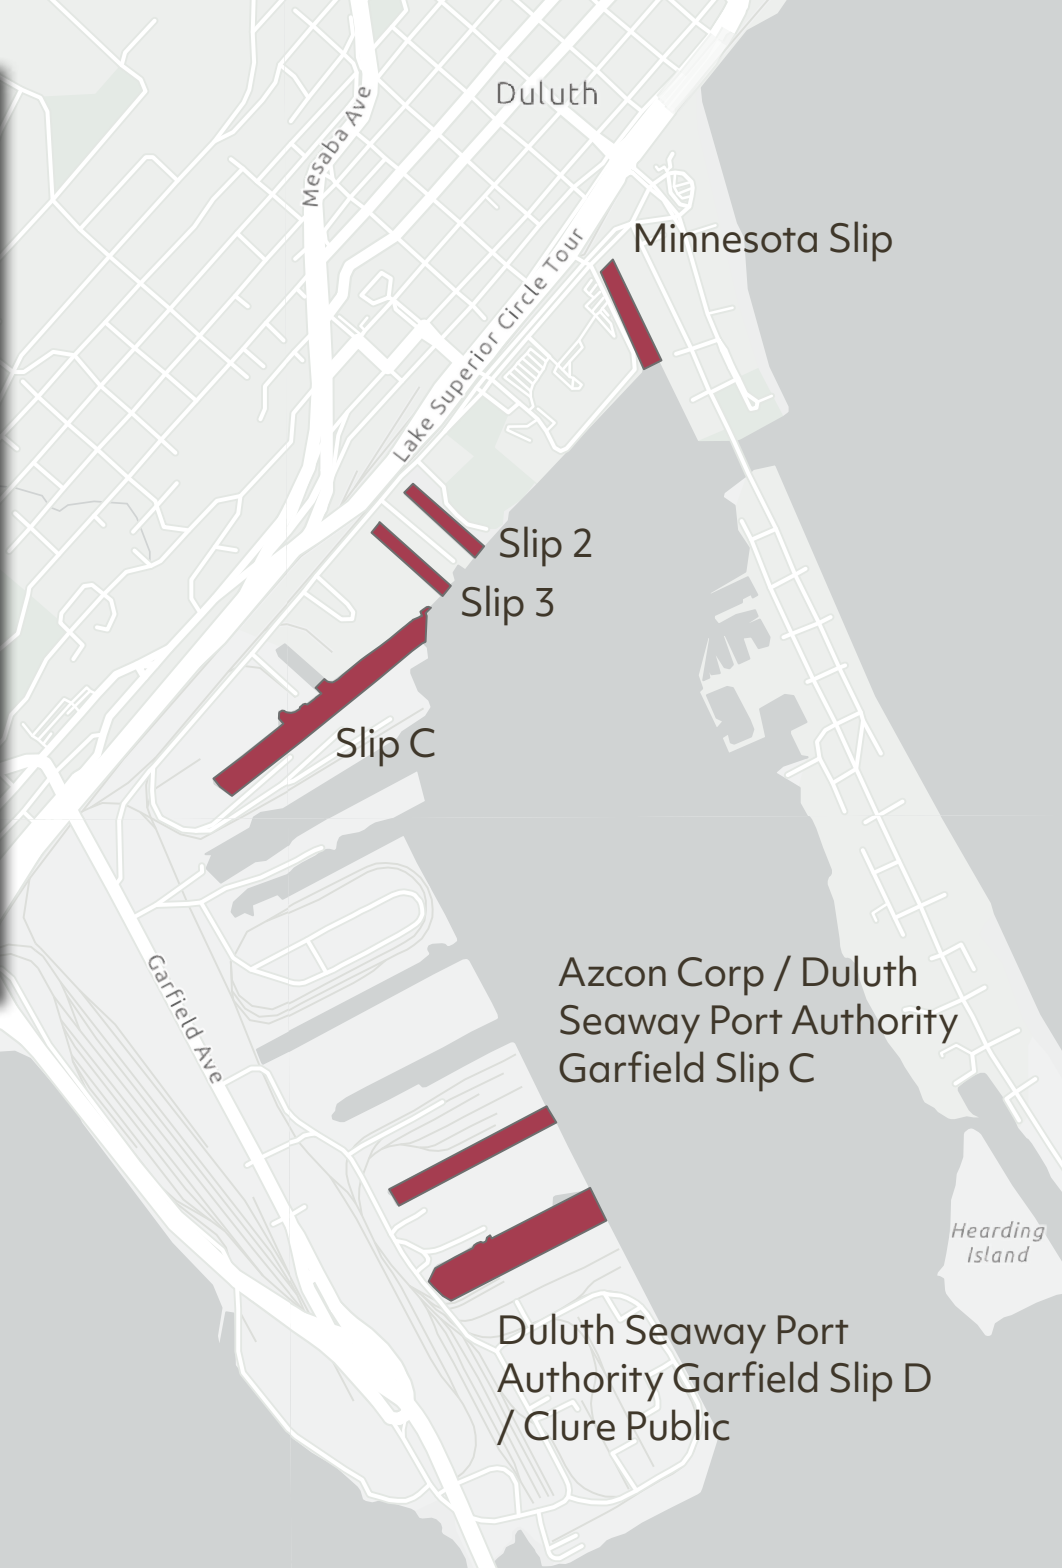 Duluth
Mesaba Ave
Minnesota Slip
Lake Superior Circle Tour
Slip 2
Slip 3
Slip C
Garfield Ave
Azcon Corp / Duluth
Seaway Port Authority
Garfield Slip C
Hearding
Island
Duluth Seaway Port
Authority Garfield Slip D
/ Clure Public